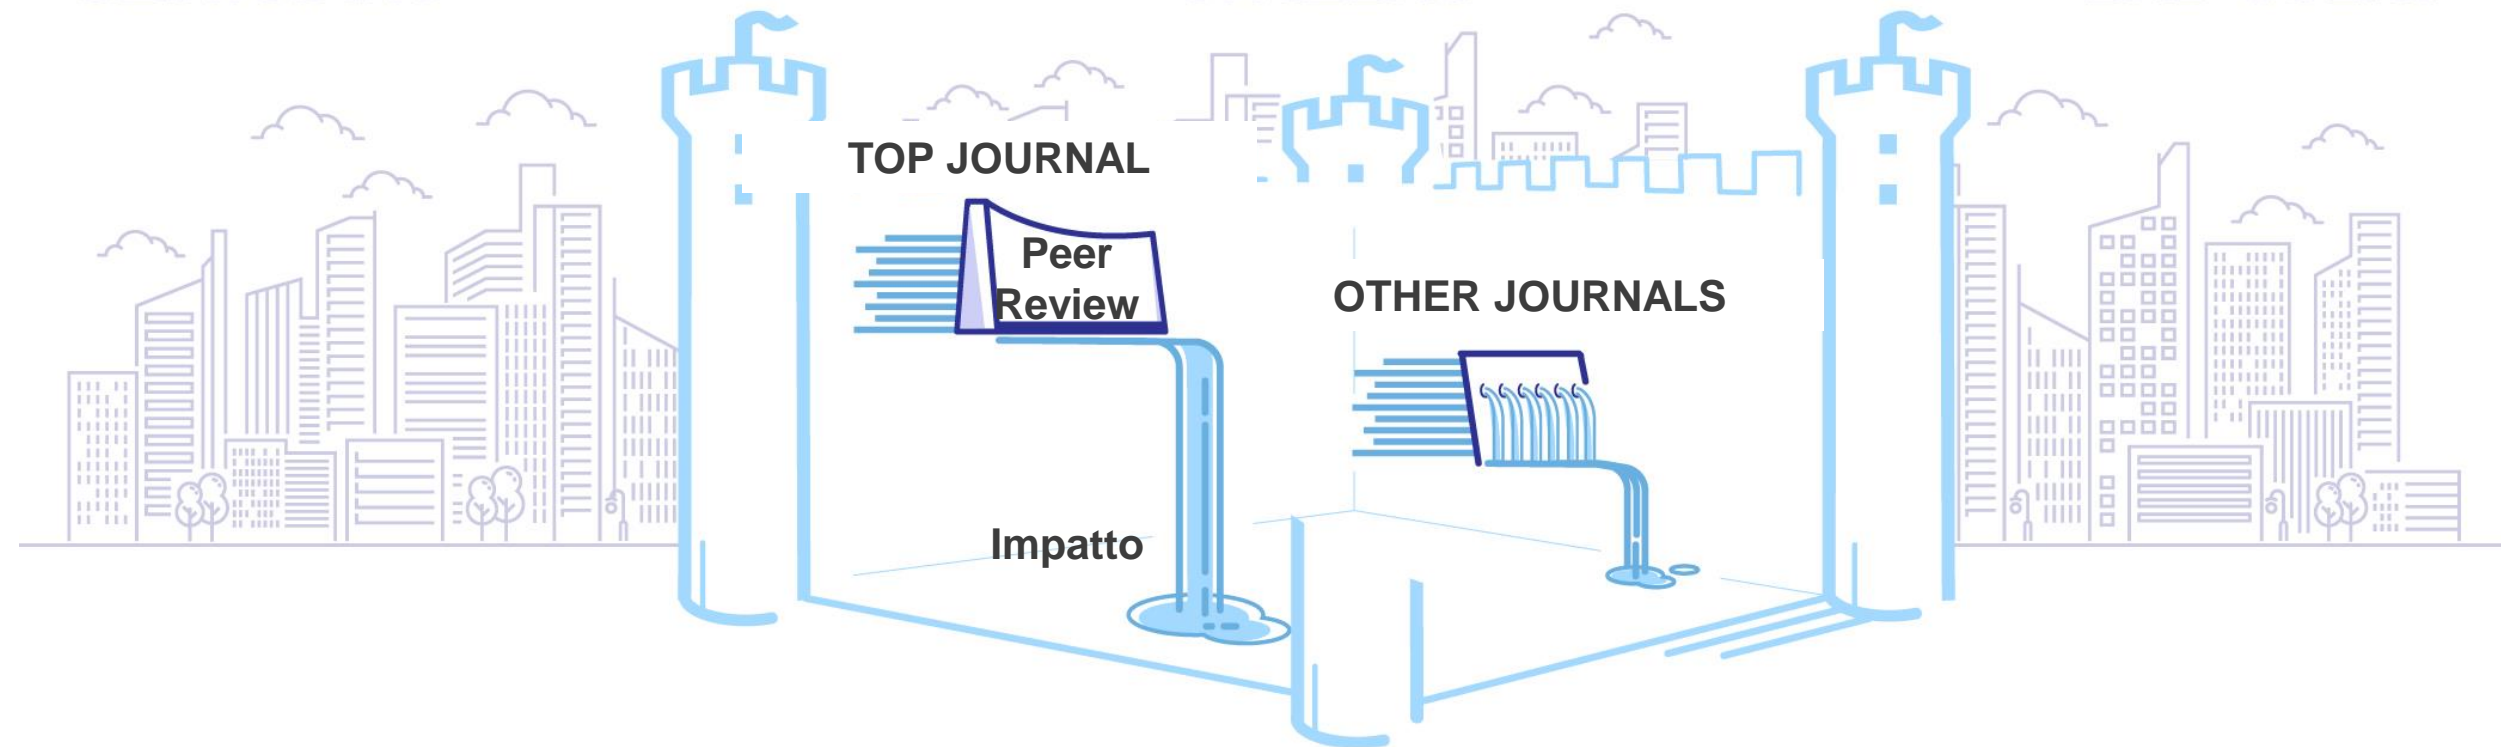 TOP JOURNAL
Peer
Review
OTHER JOURNALS
Impatto